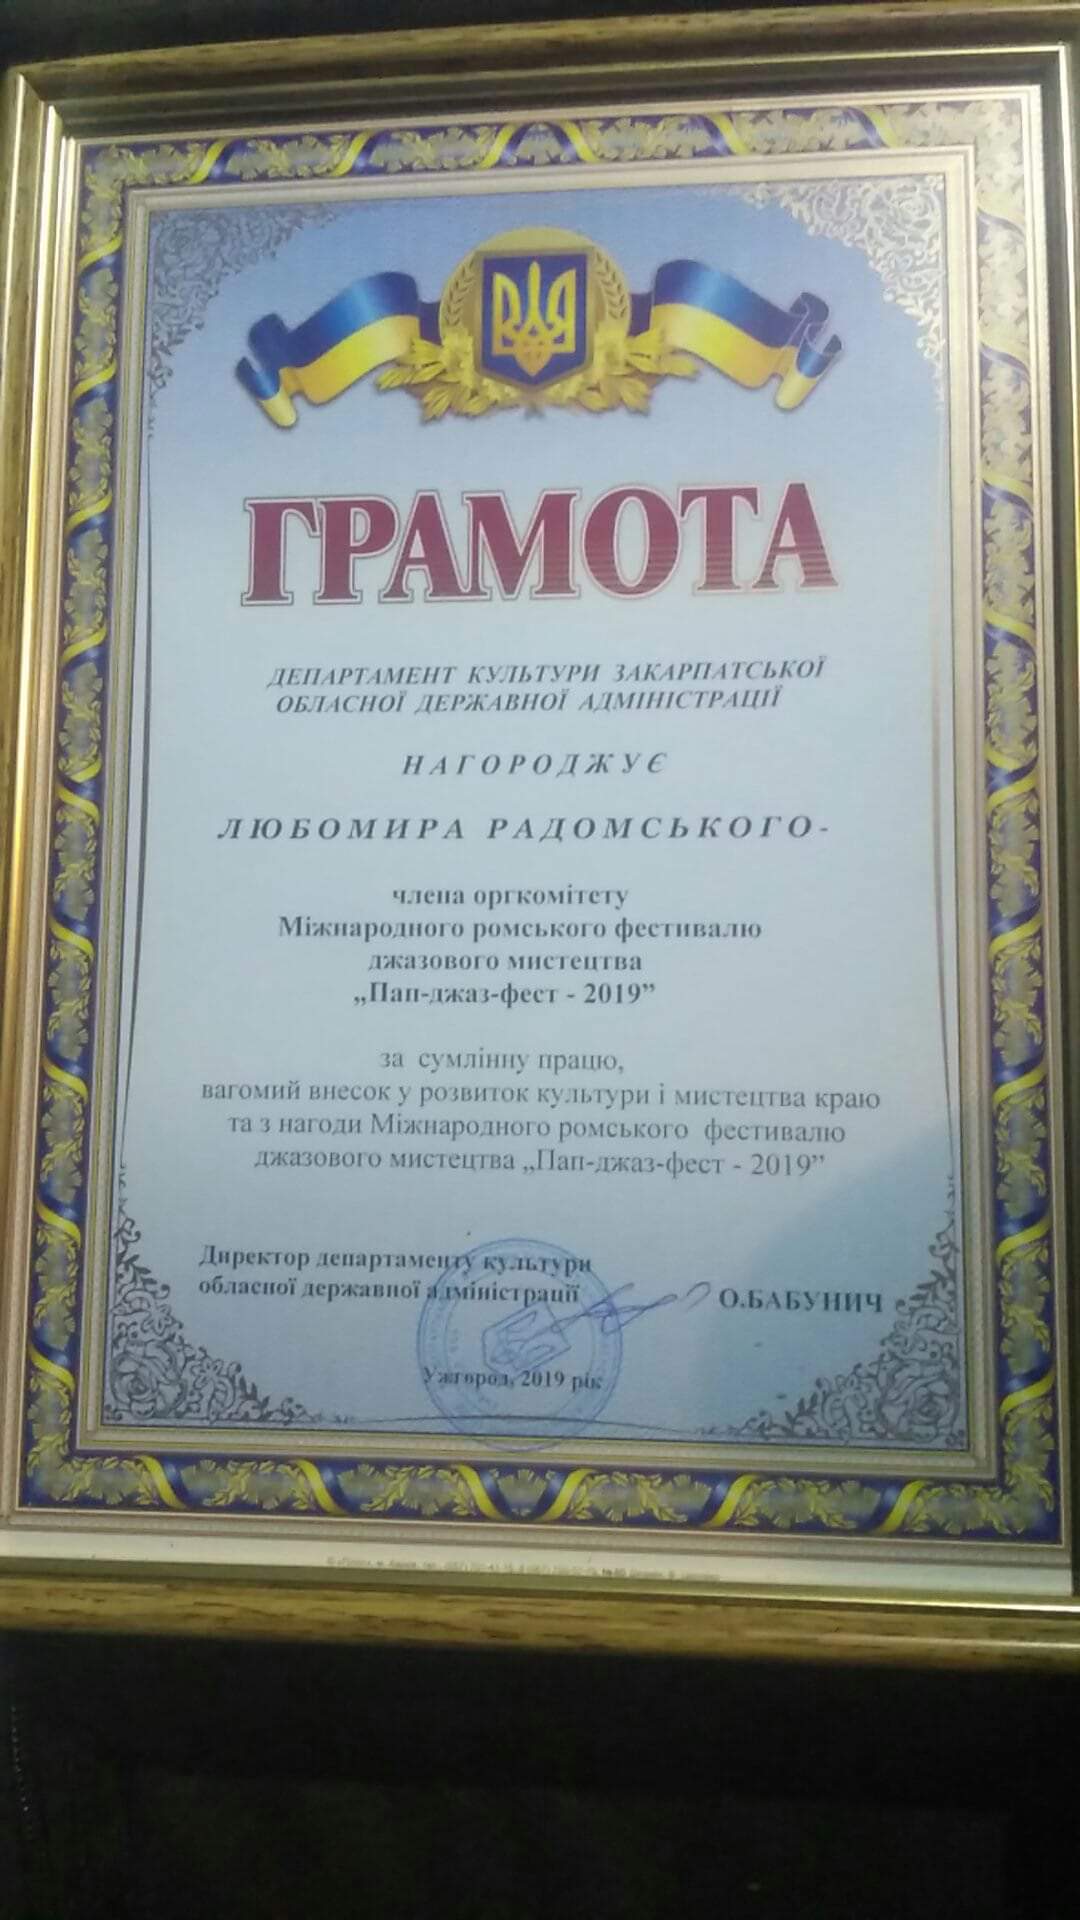 ГРАМОТА
ДЕПАРТАМЕНТ КУЛЬТУРИ ЗАКАРПАТСЬКОЇ
ОБЛАСНОЇ ДЕРЖАВНОЇ АДМІНІСТРАЦІЇ
НАГОРОДЖУЄ
ЛЮБОМИРА РАДОМСЬКОГО-
члена оргкомітету
Міжнародного ромського фестивалю
джазового мистецтва
„Пап-джаз-фест - 2019”
за сумлінну працю,
вагомий внесок у розвиток культури і мистецтва краю
та з нагоди Міжнародного ромського фестивалю
джазового мистецтва „Пап-джаз-фест - 2019”
Директор департаменту культури
обласної державної адміністрації
О.БАБУНИЧ
Ужгород, 2019 рік